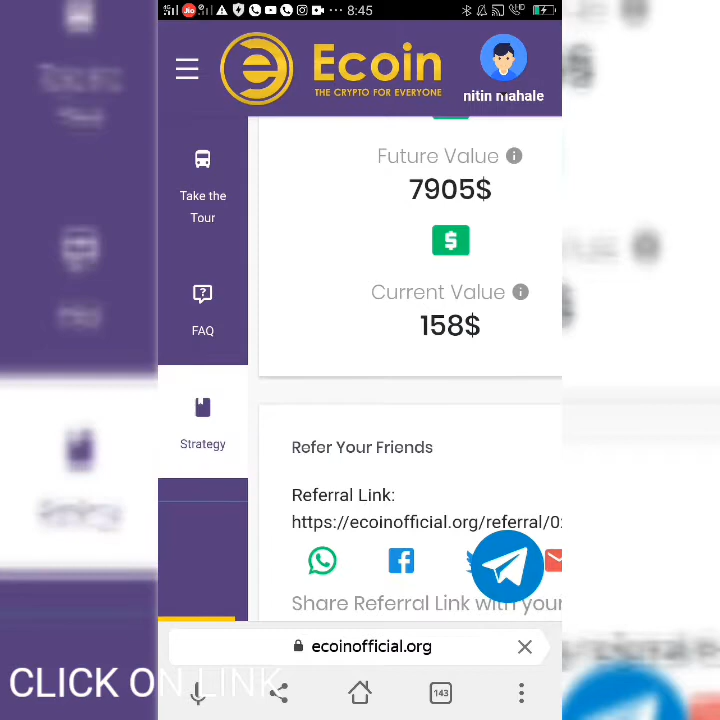 8:45
Ecoin
THE CRYPTO FOR EVERYONE
nitin mahale
Future Value
7905$
Take the
Tour
Current Value
158$
FAQ
Strategy
Refer Your Friends
Referral Link:
https://ecoinofficial.org/referral/0
Share Referral Link with your
ecoinofficial.org
CLICK ON LINK
143